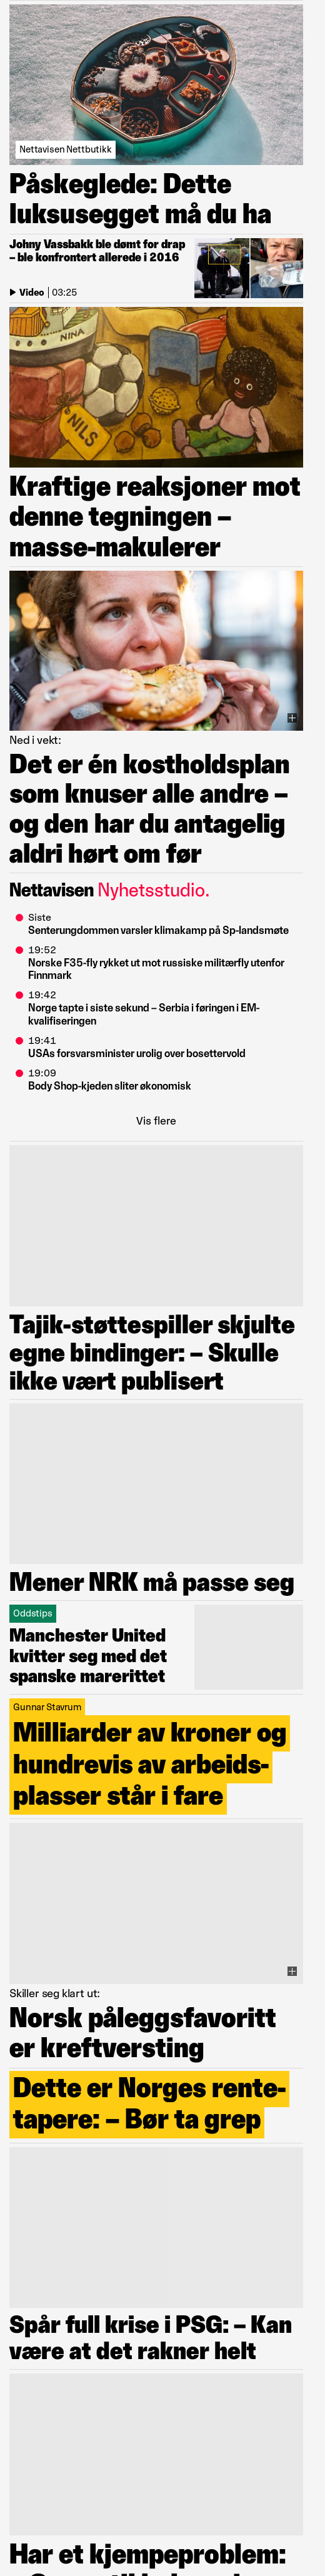 Nettavisen Nettbutikk
Påskeglede: Dette
luksusegget må du ha
Johny Vassbakk ble dømt for drap
– ble konfrontert allerede i 2016
Video | 03:25
NINA
NILS
Kraftige reaksjoner mot
denne tegningen –
masse-makulerer
Ned i vekt:
Det er én kostholdsplan
som knuser alle andre –
og den har du antagelig
aldri hørt om før
Nettavisen Nyhetsstudio.
Siste
Senterungdommen varsler klimakamp på Sp-landsmøte
19:52
Norske F35-fly rykket ut mot russiske militærfly utenfor
Finnmark
19:42
Norge tapte i siste sekund – Serbia i føringen i EM-
kvalifiseringen
19:41
USAs forsvarsminister urolig over bosettervold
19:09
Body Shop-kjeden sliter økonomisk
Vis flere
Tajik-støttespiller skjulte
egne bindinger: – Skulle
ikke vært publisert
Mener NRK må passe seg
Oddstips
Manchester United
kvitter seg med det
spanske marerittet
Gunnar Stavrum
Milliarder av kroner og
hundrevis av arbeids-
plasser står i fare
Skiller seg klart ut:
Norsk påleggsfavoritt
er kreftversting
Dette er Norges rente-
tapere: – Bør ta grep
Spår full krise i PSG: – Kan
være at det rakner helt
Har et kjempeproblem: